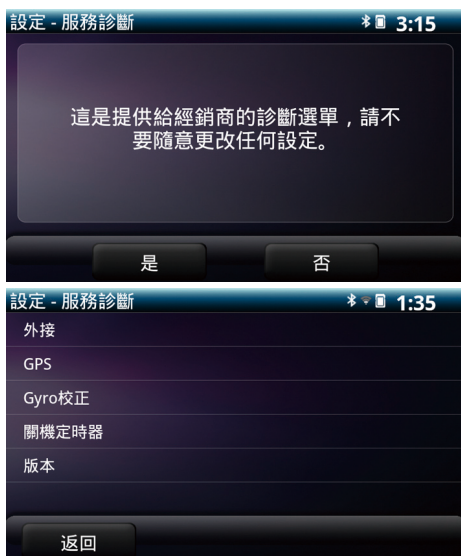 設定 - 服務診斷 3:15
這是提供給經銷商的診斷選單，請不
要隨意更改任何設定。
是 否
設定 - 服務診斷 1:35
外接
GPS
Gyro校正
關機定時器
版本
返回